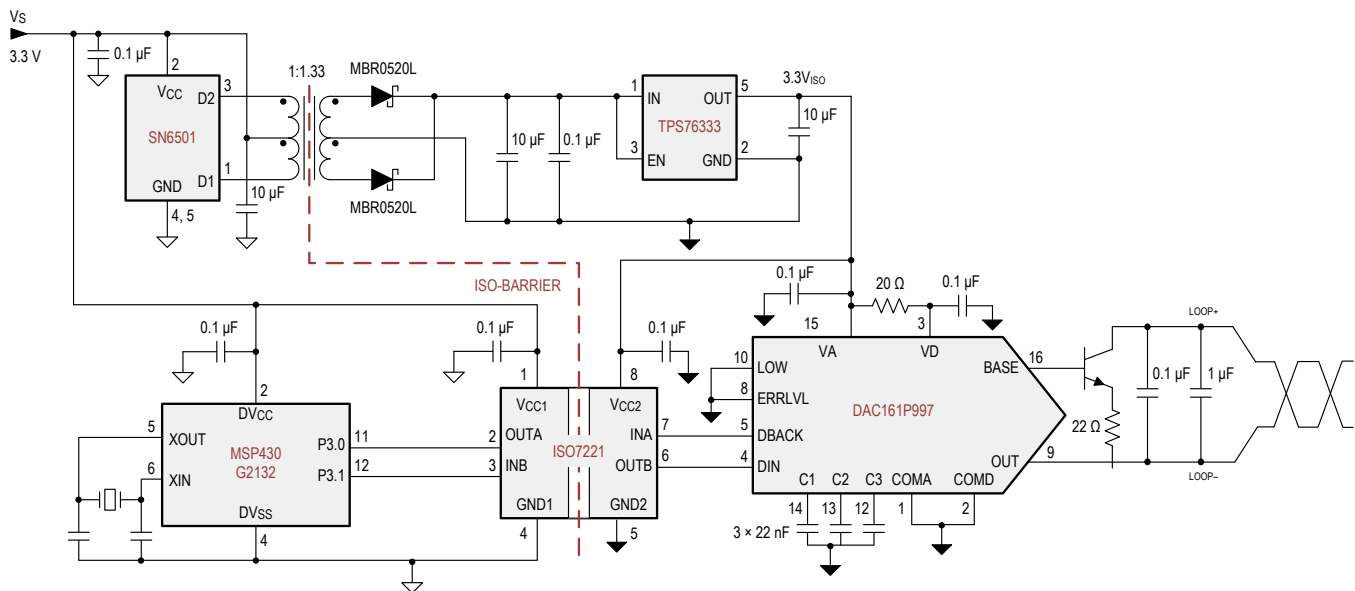 VS
3.3 V
0.1 µF
2
VCC
D2
3
SN6501
D1
1
GND
4, 5
10 µF
1:1.33
MBR0520L
MBR0520L
10 µF
0.1 µF
1
IN
OUT
5
TPS76333
3
EN
GND
2
3.3VISO
10 µF
ISO-BARRIER
0.1 µF
2
DVCC
5
XOUT
MSP430
G2132
6
XIN
P3.0
11
P3.1
12
DVSS
4
0.1 µF
1
VCC1
2
OUTA
3
INB
GND1
4
ISO7221
0.1 µF
8
VCC2
INA
7
OUTB
6
GND2
5
0.1 µF
20 Ω
0.1 µF
15
3
VA
VD
10
LOW
8
ERRLVL
5
DBACK
4
DIN
DAC161P997
BASE
16
OUT
9
C1
C2
C3
COMA
COMD
14
13
12
1
2
3 × 22 nF
22 Ω
0.1 µF
1 µF
LOOP+
LOOP–